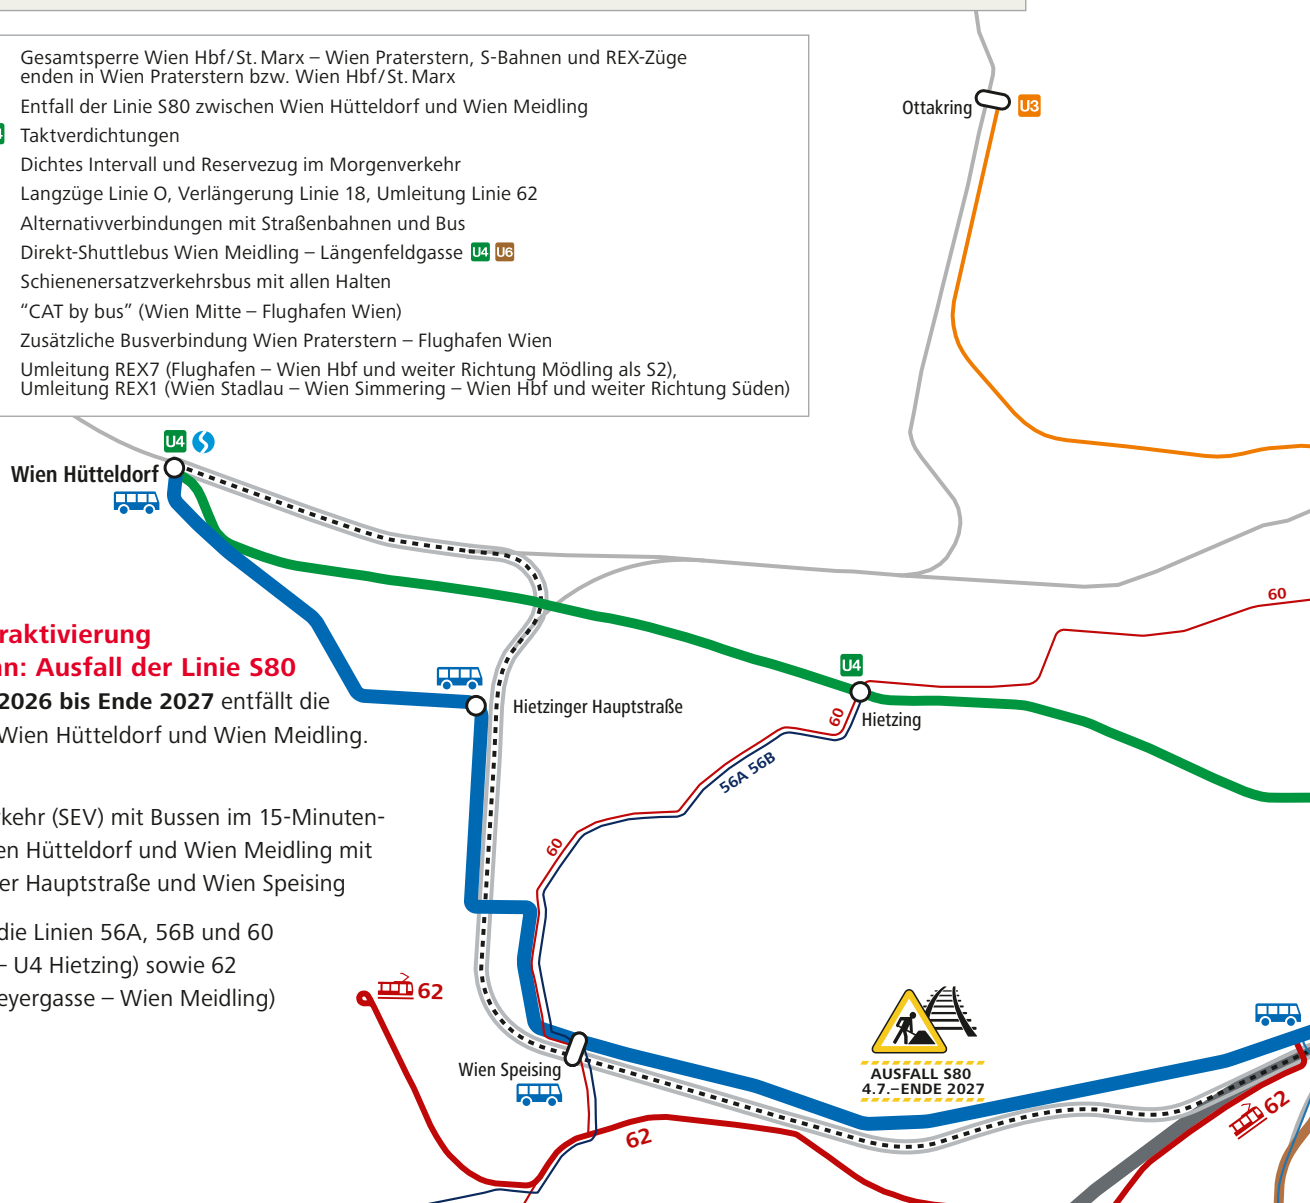 Gesamtsperre Wien Hbf/St. Marx – Wien Praterstern, S-Bahnen und REX-Züge
enden in Wien Praterstern bzw. Wien Hbf/St. Marx
Entfall der Linie S80 zwischen Wien Hütteldorf und Wien Meidling
Taktverdichtungen
Dichtes Intervall und Reservezug im Morgenverkehr
Langzüge Linie O, Verlängerung Linie 18, Umleitung Linie 62
Alternativverbindungen mit Straßenbahnen und Bus
Direkt-Shuttlebus Wien Meidling – Längenfeldgasse U4 U6
Schienenersatzverkehrsbus mit allen Halten
“CAT by bus” (Wien Mitte – Flughafen Wien)
Zusätzliche Busverbindung Wien Praterstern – Flughafen Wien
Umleitung REX7 (Flughafen – Wien Hbf und weiter Richtung Mödling als S2),
Umleitung REX1 (Wien Stadlau – Wien Simmering – Wien Hbf und weiter Richtung Süden)
Ottakring U3
U4
Wien Hütteldorf
60
raktivierung
n: Ausfall der Linie S80
2026 bis Ende 2027 entfällt die
Wien Hütteldorf und Wien Meidling.
U4
Hietzinger Hauptstraße
60
Hietzing
56A 56B
kehr (SEV) mit Bussen im 15-Minuten-
en Hütteldorf und Wien Meidling mit
er Hauptstraße und Wien Speising
60
die Linien 56A, 56B und 60
– U4 Hietzing) sowie 62
eyergasse – Wien Meidling)
62
Wien Speising
AUSFALL S80
4.7.–ENDE 2027
62
62